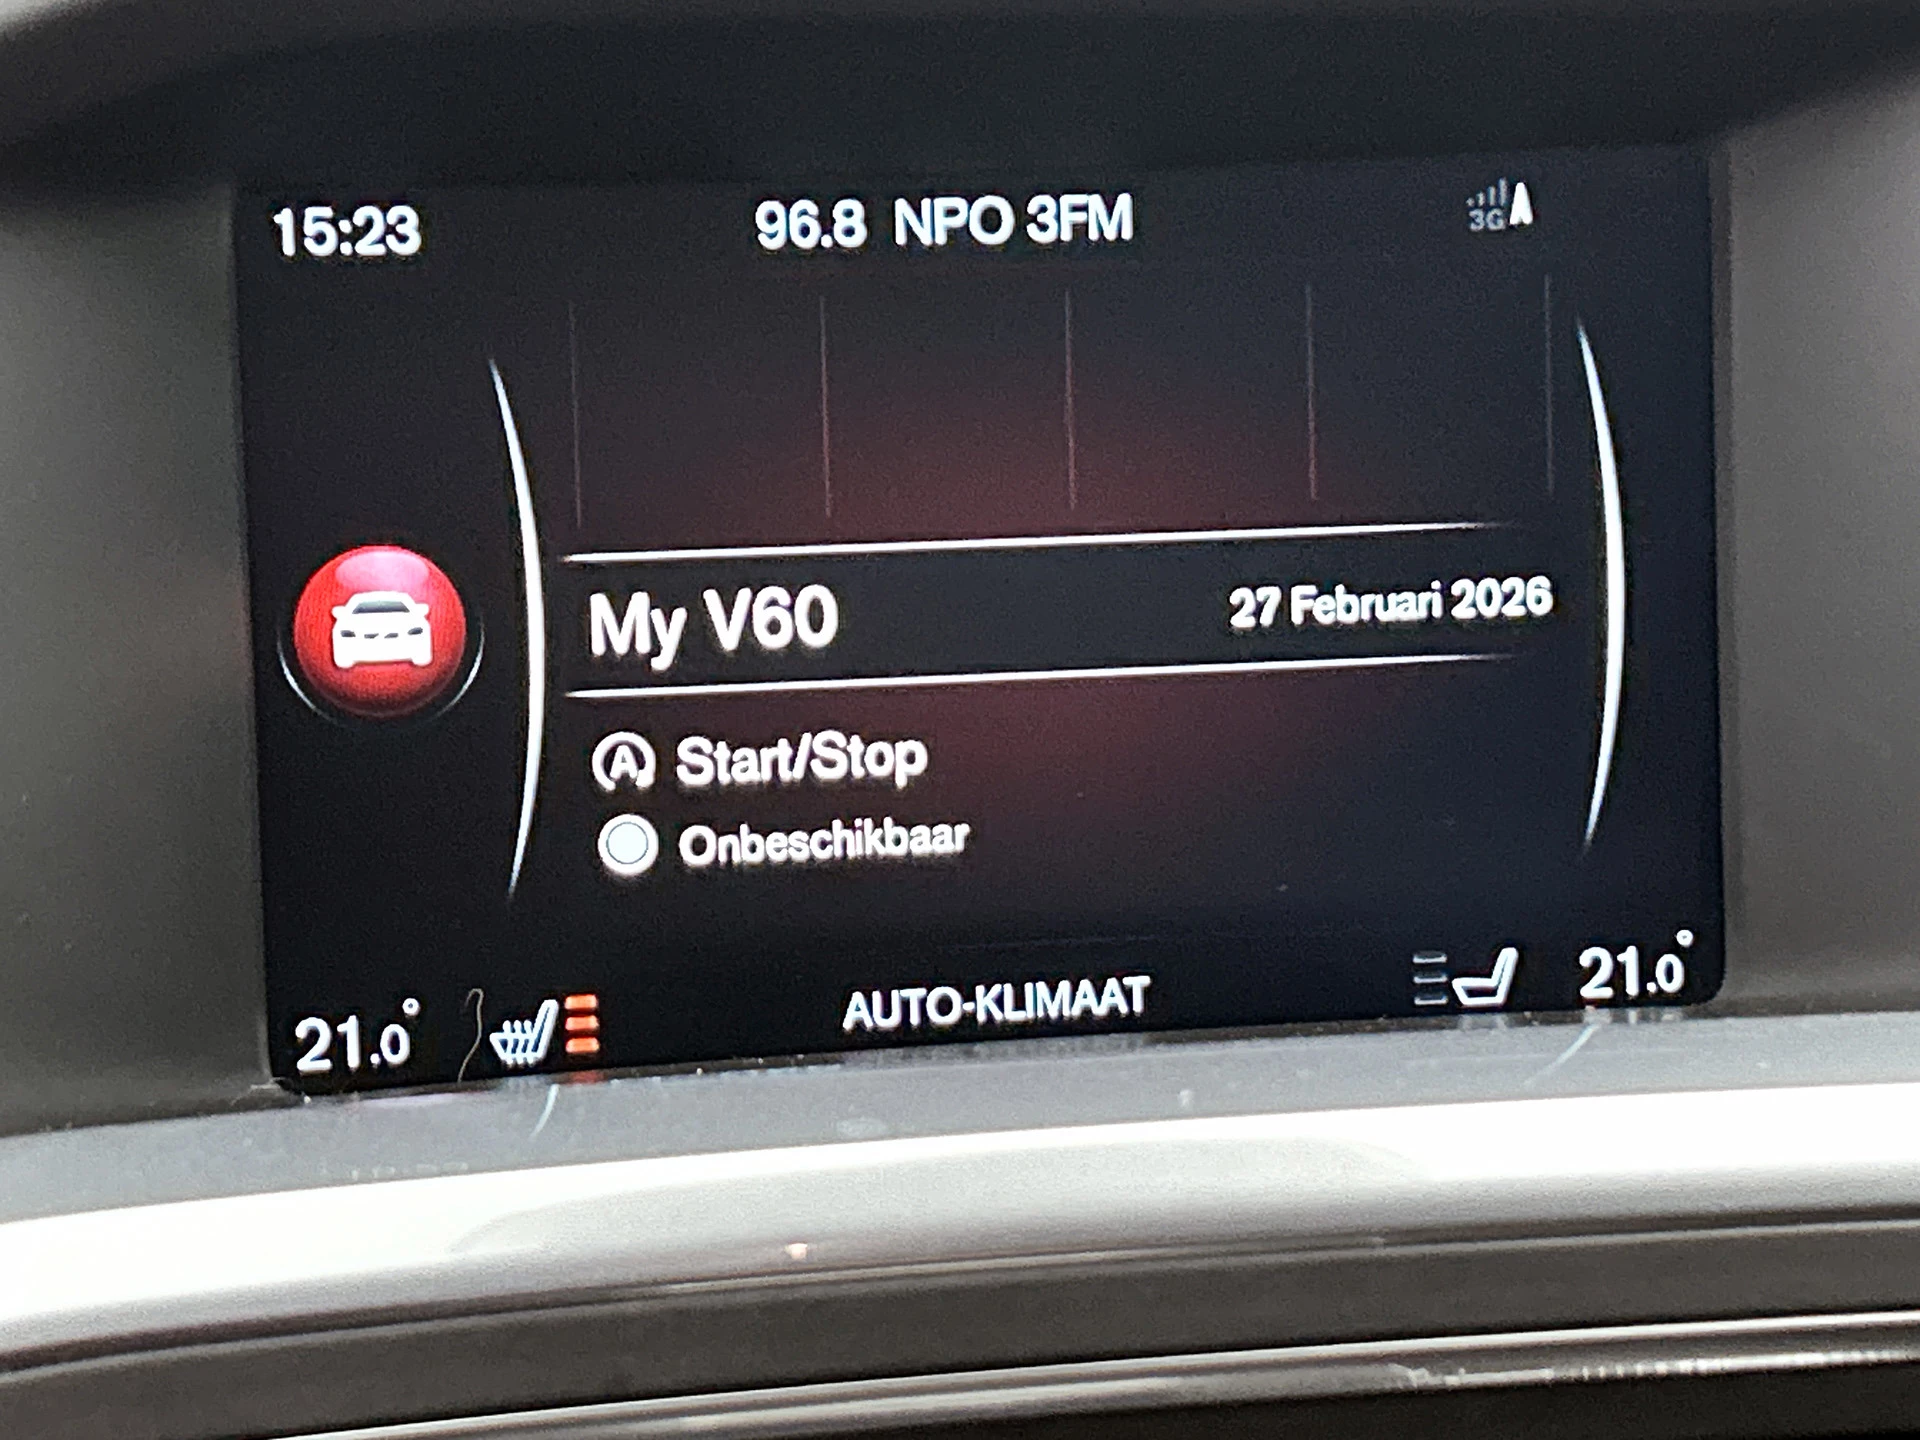 15:23
96.8 NPO 3FM
3G
My V60
27 Februari 2026
A Start/Stop
Onbeschikbaar
21.0°
AUTO-KLIMAAT
21.0°